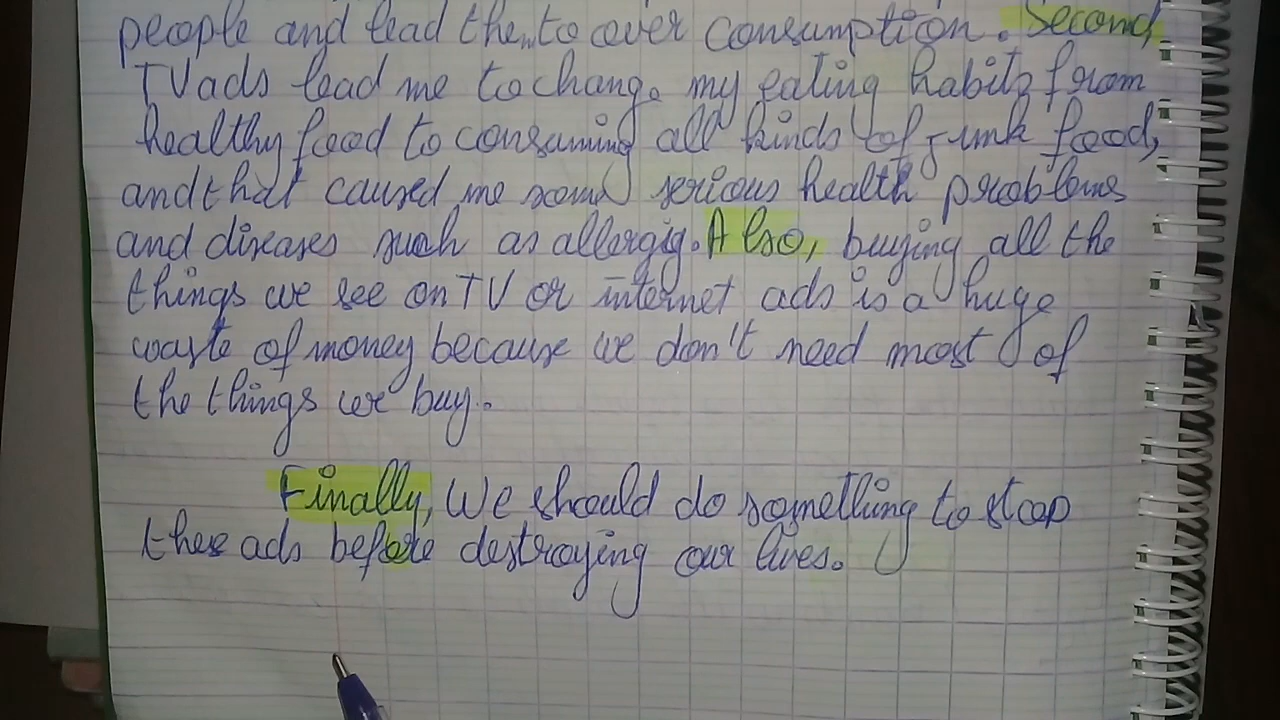 people and lead them to over consumption. Second,
TV ads lead me to change my eating habits from
healthy food to consuming all kinds of junk food,
and that caused me some serious health problems
and diseases such as allergig. Also, buying all the
things we see on TV or internet ads is a huge
waste of money because we don't need most of
the things we buy.
Finally, We should do something to stop
thes ads before destroying our lives.